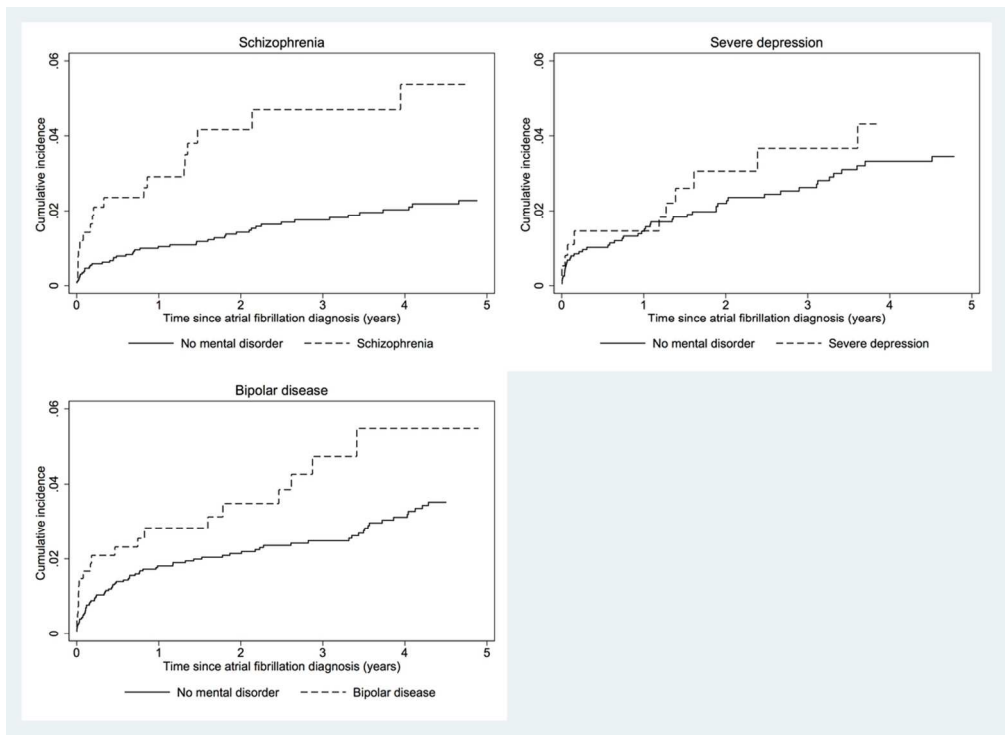 Schizophrenia
Cumulative incidence
.06
.04
.02
0
0 1 2 3 4 5
Time since atrial fibrillation diagnosis (years)
No mental disorder Schizophrenia
Severe depression
Cumulative incidence
.06
.04
.02
0
0 1 2 3 4 5
Time since atrial fibrillation diagnosis (years)
No mental disorder Severe depression
Bipolar disease
Cumulative incidence
.06
.04
.02
0
0 1 2 3 4 5
Time since atrial fibrillation diagnosis (years)
No mental disorder Bipolar disease